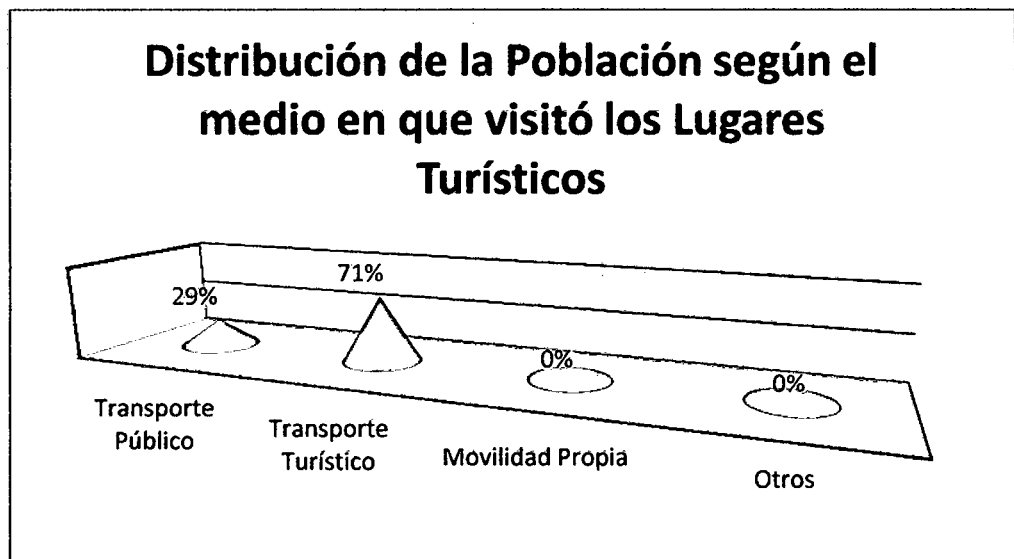 Distribución de la Población según el
medio en que visitó los Lugares
Turísticos
71%
29%
0%
0%
Transporte
Público
Transporte
Turístico
Movilidad Propia
Otros